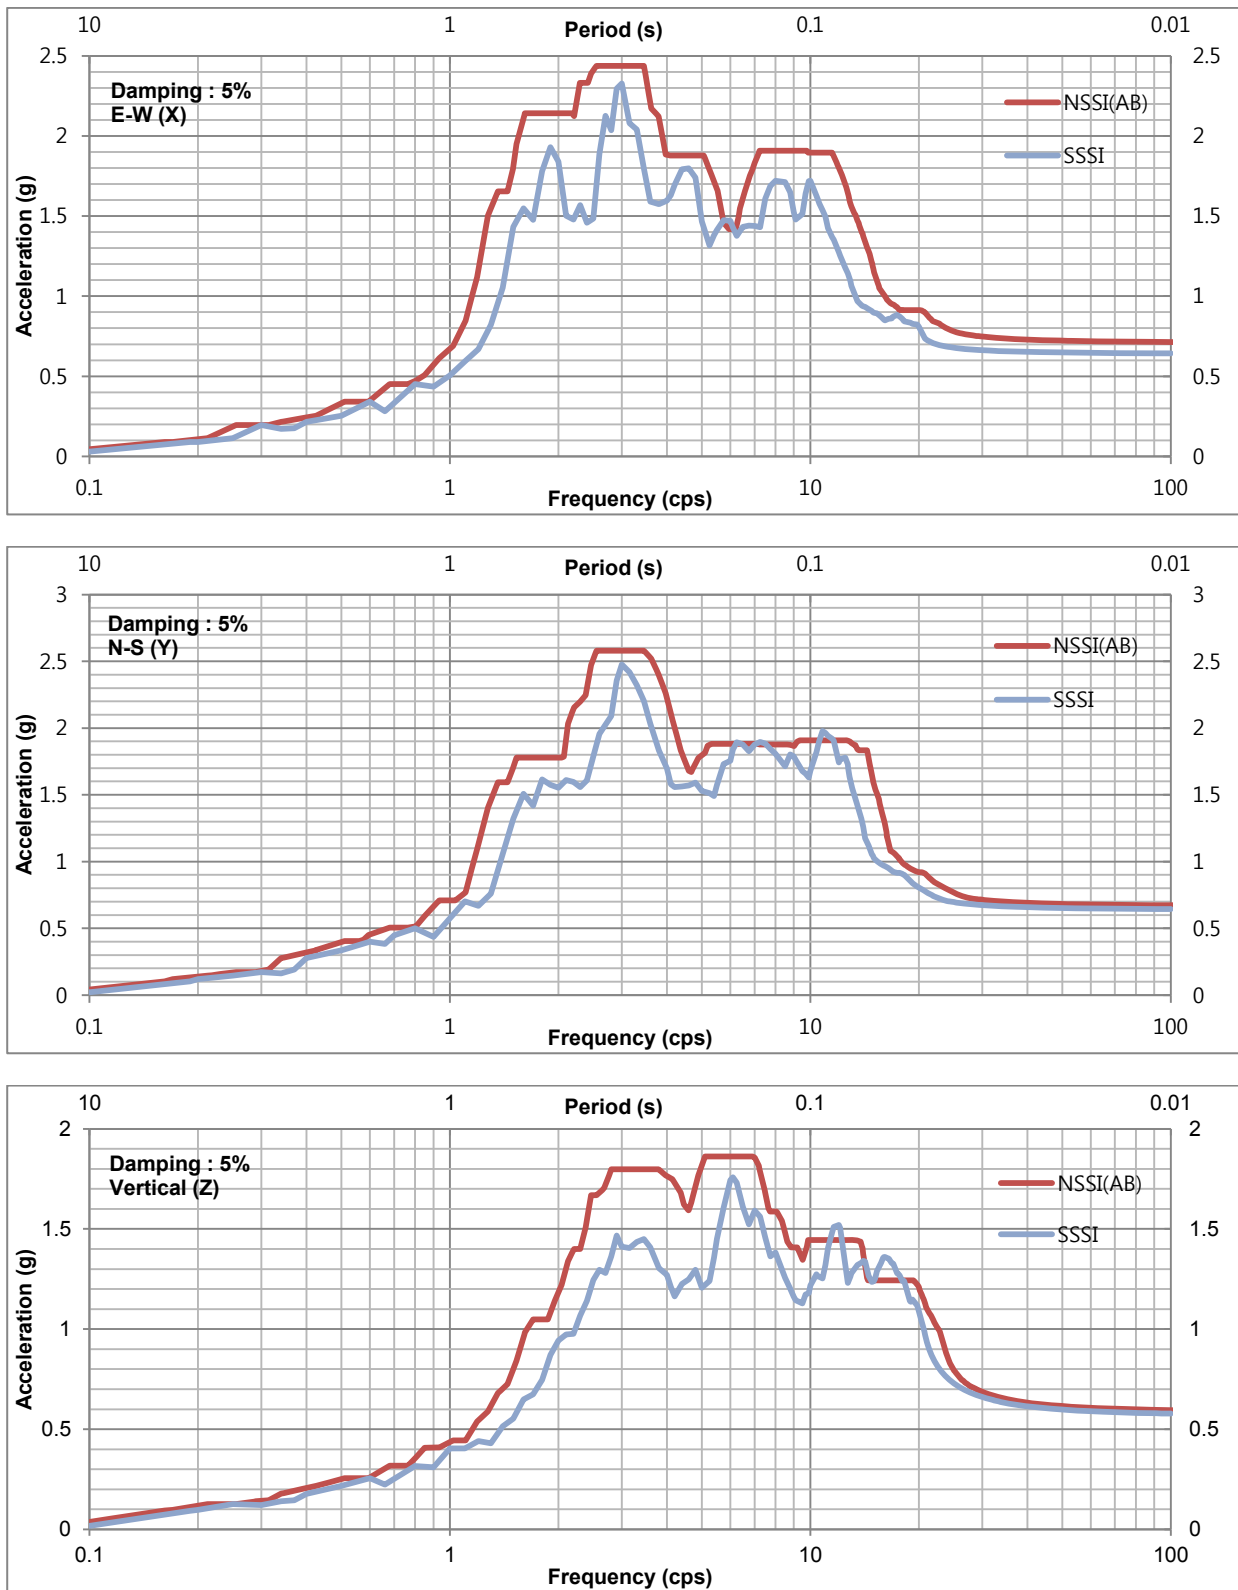 10 1 Period (s) 0.1 0.01
2.5 2.5
Damping : 5%
E-W (X)
NSSI(AB)
2 2
SSSI
1.5 1.5
Acceleration (g)
1 1
0.5 0.5
0 0
0.1 1 10 100
Frequency (cps)
10 1 Period (s) 0.1 0.01
3 3
Damping : 5%
N-S (Y)
NSSI(AB)
2.5 2.5
SSSI
2 2
1.5 1.5
Acceleration (g)
1 1
0.5 0.5
0 0
0.1 1 10 100
Frequency (cps)
10 1 Period (s) 0.1 0.01
2 2
Damping : 5%
Vertical (Z)
NSSI(AB)
1.5 1.5
SSSI
Acceleration (g)
1 1
0.5 0.5
0 0
0.1 1 10 100
Frequency (cps)